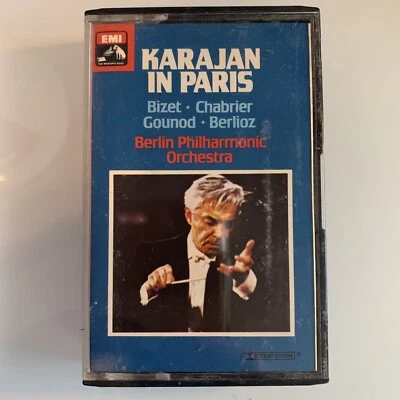 EMI
KARAJAN
IN PARIS
Bizet · Chabrier
Gounod · Berlioz
Berlin Philharmonic
Orchestra